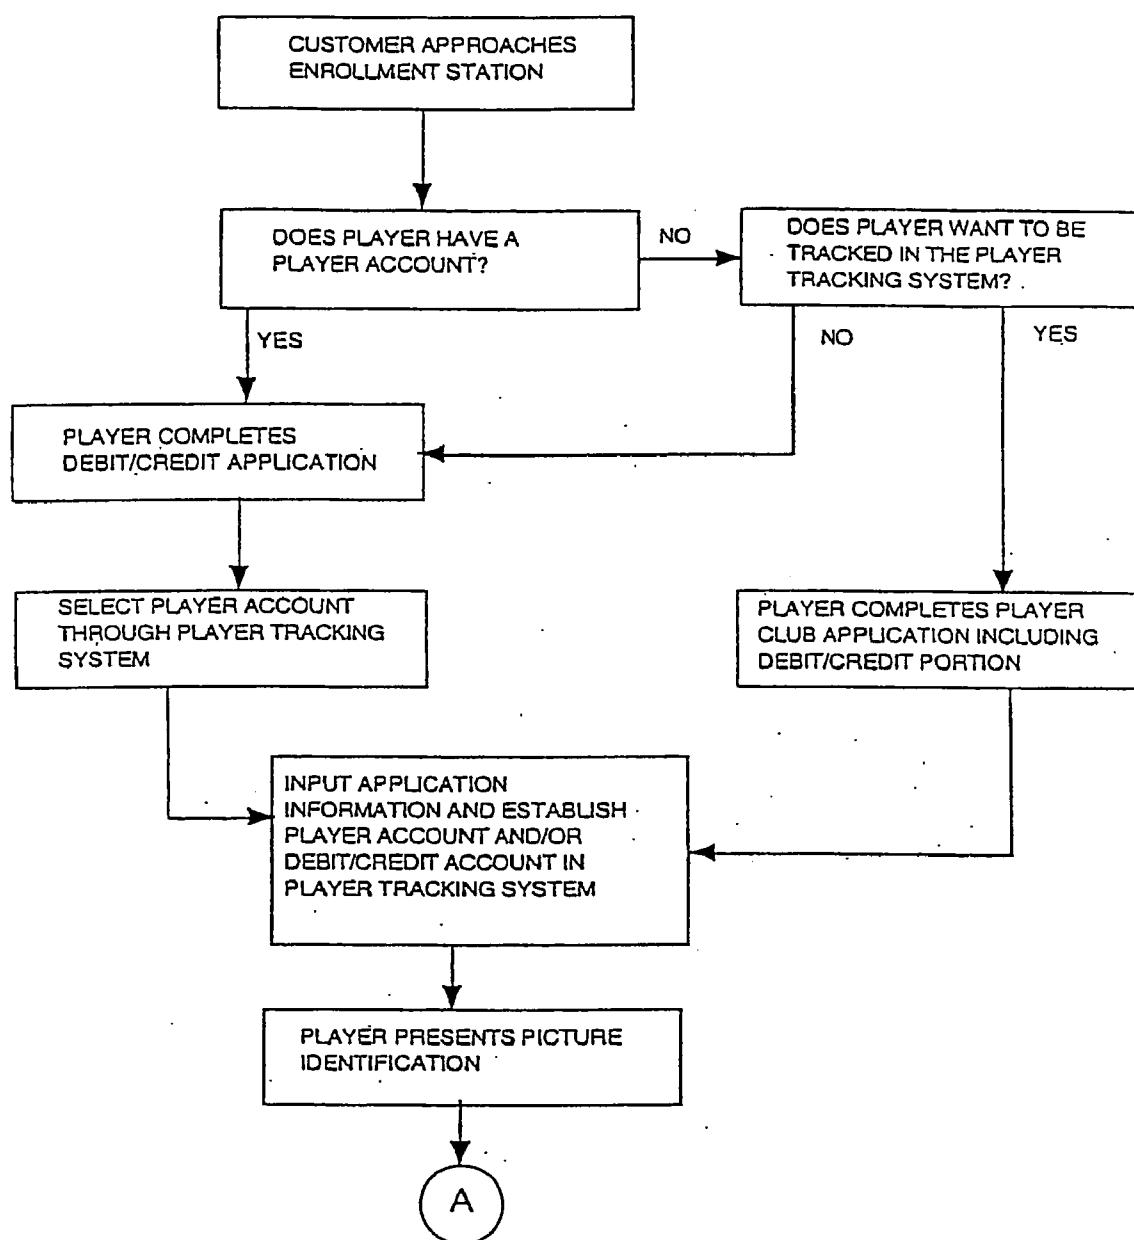 CUSTOMER APPROACHES
ENROLLMENT STATION
DOES PLAYER HAVE A
PLAYER ACCOUNT?
NO
DOES PLAYER WANT TO BE
TRACKED IN THE PLAYER
TRACKING SYSTEM?
YES
NO
YES
PLAYER COMPLETES
DEBIT/CREDIT APPLICATION
SELECT PLAYER ACCOUNT
THROUGH PLAYER TRACKING
SYSTEM
PLAYER COMPLETES PLAYER
CLUB APPLICATION INCLUDING
DEBIT/CREDIT PORTION
INPUT APPLICATION
INFORMATION AND ESTABLISH
PLAYER ACCOUNT AND/OR
DEBIT/CREDIT ACCOUNT IN
PLAYER TRACKING SYSTEM
PLAYER PRESENTS PICTURE
IDENTIFICATION
A